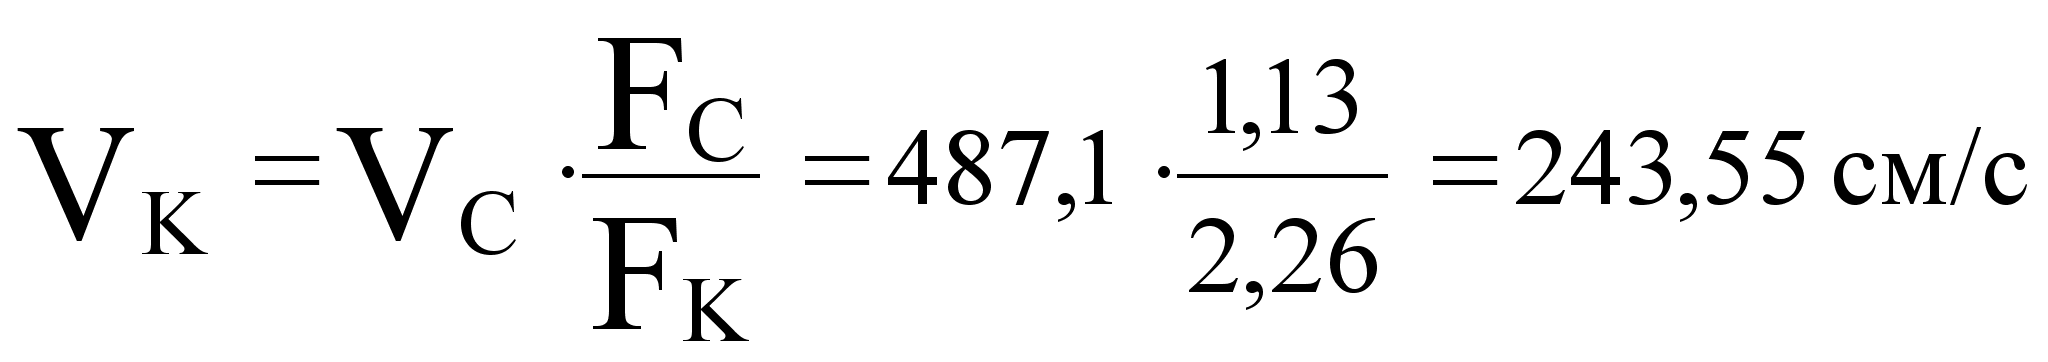 V_K = V_C · F_C / F_K = 487,1 · 1,13 / 2,26 = 243,55 см/с